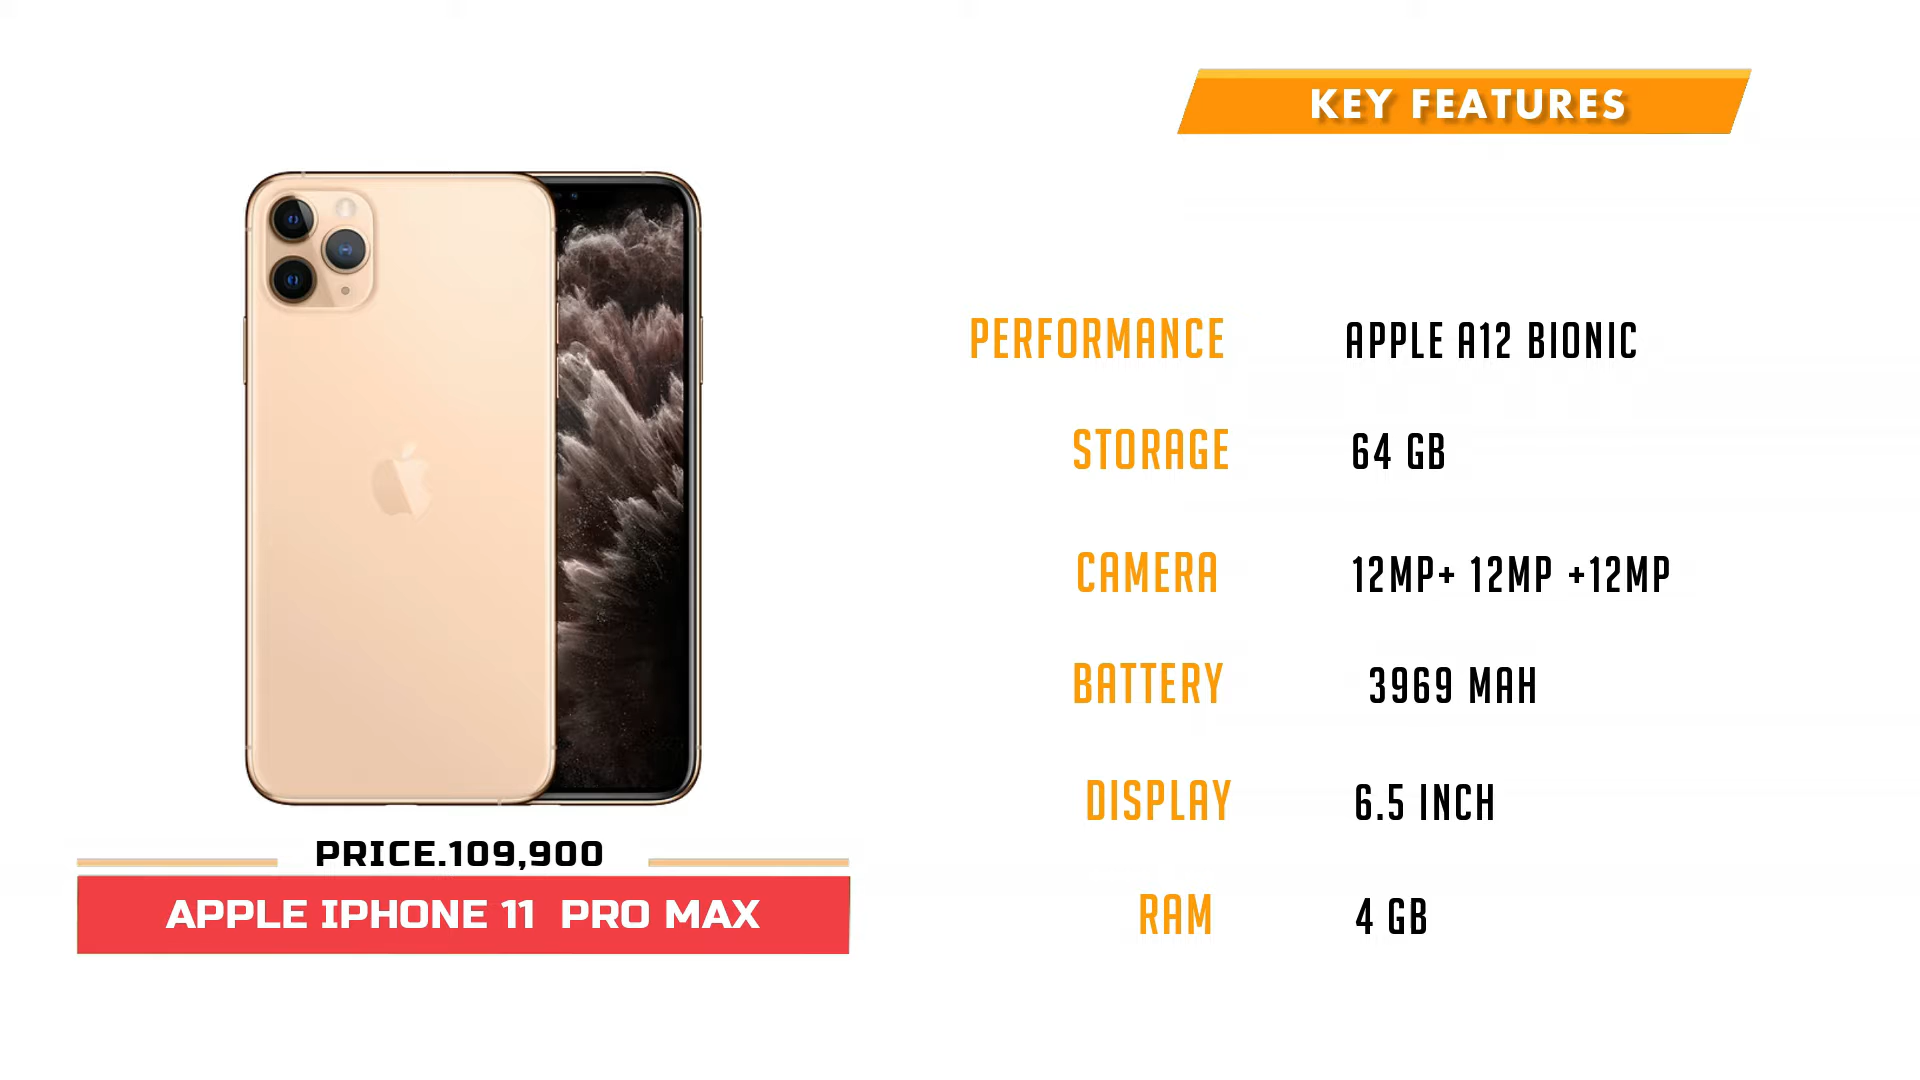 KEY FEATURES
PERFORMANCE APPLE A12 BIONIC
STORAGE 64 GB
CAMERA 12MP+ 12MP +12MP
BATTERY 3969 MAH
DISPLAY 6.5 INCH
RAM 4 GB
PRICE.109,900
APPLE IPHONE 11 PRO MAX